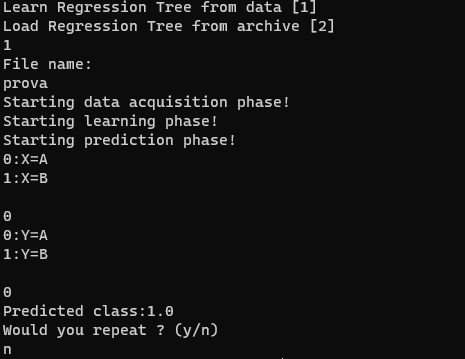 Learn Regression Tree from data [1]
Load Regression Tree from archive [2]
1
File name:
prova
Starting data acquisition phase!
Starting learning phase!
Starting prediction phase!
0:X=A
1:X=B
0
0:Y=A
1:Y=B
0
Predicted class:1.0
Would you repeat ? (y/n)
n